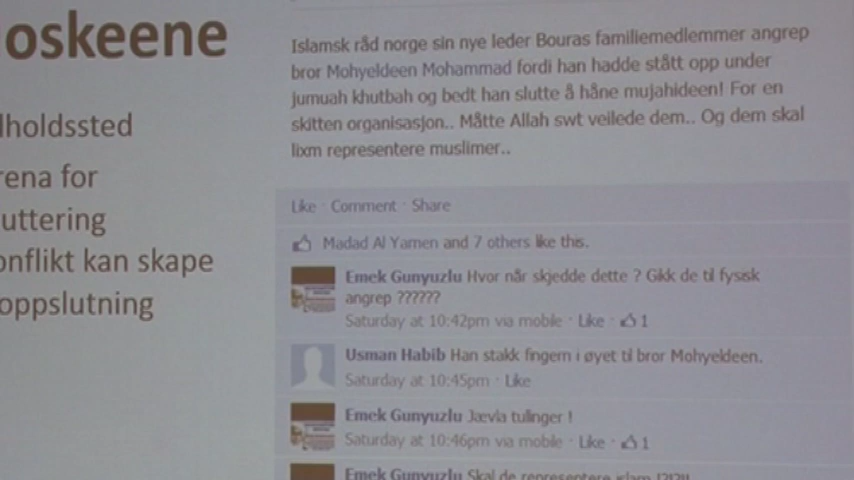 oskeene
lholdssted
rena for
uttering
onflikt kan skape
oppslutning
Islamsk råd norge sin nye leder Bouras familiemedlemmer angrep
bror Mohyeldeen Mohammad fordi han hadde stått opp under
jumuah khutbah og bedt han slutte å håne mujahideen! For en
skitten organisasjon.. Måtte Allah swt veilede dem.. Og dem skal
lixm representere muslimer..
Like · Comment · Share
Madad Al Yamen and 7 others like this.
Emek Gunyuzlu Hvor når skjedde dette ? Gikk de til fysisk
angrep ??????
Saturday at 10:42pm via mobile · Like · 1
Usman Habib Han stakk fingern i øyet til bror Mohyeldeen.
Saturday at 10:45pm · Like
Emek Gunyuzlu Jævla tullinger !
Saturday at 10:46pm via mobile · Like · 1
Emek Gunyuzlu Skal de representere islam